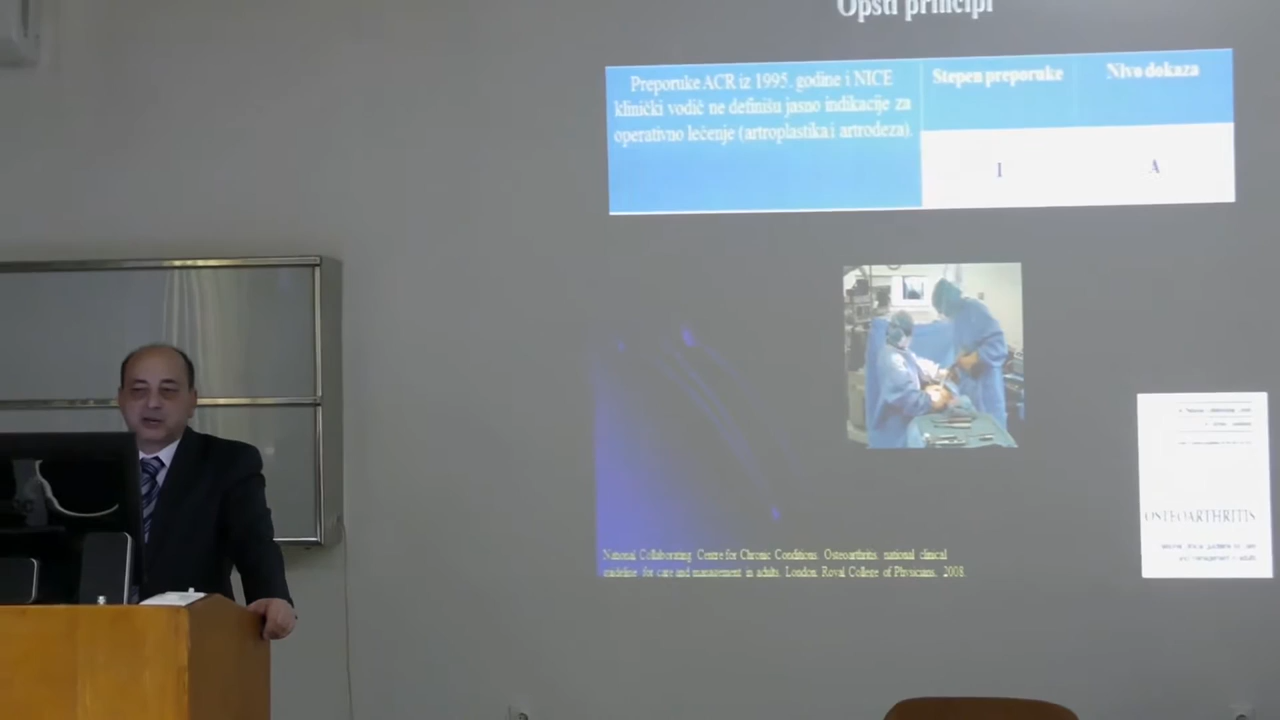 Opšti principi
Preporuke ACR iz 1995. godine i NICE
klinički vodič ne definišu jasno indikacije za
operativno lečenje (artroplastika i artrodeza).
Stepen preporuke
Nivo dokaza
I
A
OSTEOARTHRITIS
National Collaborating Centre for Chronic Conditions. Osteoarthritis: national clinical
guideline for care and management in adults. London: Royal College of Physicians, 2008.